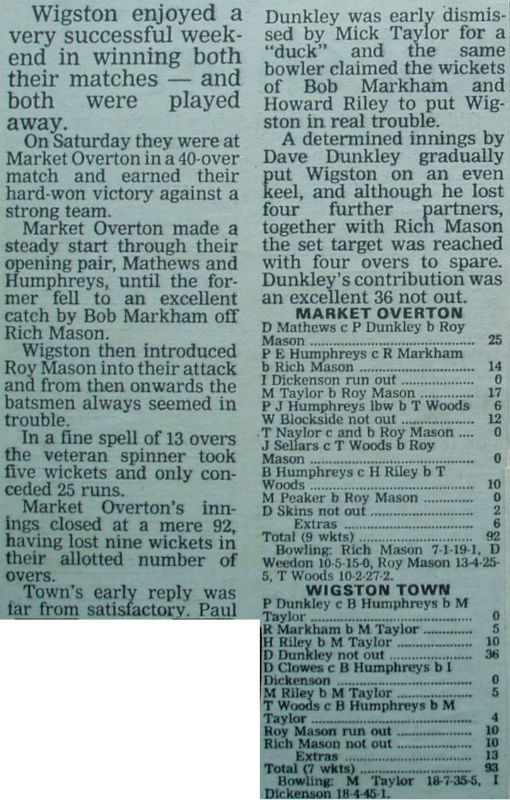 Wigston enjoyed a
very successful week-
end in winning both
their matches — and
both were played
away.
On Saturday they were at
Market Overton in a 40-over
match and earned their
hard-won victory against a
strong team.
Market Overton made a
steady start through their
opening pair, Mathews and
Humphreys, until the for-
mer fell to an excellent
catch by Bob Markham off
Rich Mason.
Wigston then introduced
Roy Mason into their attack
and from then onwards the
batsmen always seemed in
trouble.
In a fine spell of 13 overs
the veteran spinner took
five wickets and only con-
ceded 25 runs.
Market Overton's inn-
ings closed at a mere 92,
having lost nine wickets in
their allotted number of
overs.
Town's early reply was
far from satisfactory. Paul
Dunkley was early dismis-
sed by Mick Taylor for a
“duck” and the same
bowler claimed the wickets
of Bob Markham and
Howard Riley to put Wig-
ston in real trouble.
A determined innings by
Dave Dunkley gradually
put Wigston on an even
keel, and although he lost
four further partners,
together with Rich Mason
the set target was reached
with four overs to spare.
Dunkley's contribution was
an excellent 36 not out.
MARKET OVERTON
D Mathews c P Dunkley b Roy
Mason ........ 25
P E Humphreys c R Markham
b Rich Mason ........ 14
I Dickenson run out ........ 0
M Taylor b Roy Mason ........ 17
P J Humphreys lbw b T Woods 6
W Blockside not out ........ 12
T Naylor c and b Roy Mason .... 0
J Sellars c T Woods b Roy
Mason ........ 0
B Humphreys c H Riley b T
Woods ........ 10
M Peaker b Roy Mason ........ 0
D Skins not out ........ 2
Extras ........ 6
Total (9 wkts) ........ 92
Bowling: Rich Mason 7-1-19-1, D
Weedon 10-5-15-0, Roy Mason 13-4-25-
5, T Woods 10-2-27-2.
WIGSTON TOWN
P Dunkley c B Humphreys b M
Taylor ........ 0
R Markham b M Taylor ........ 5
H Riley b M Taylor ........ 10
D Dunkley not out ........ 36
D Clowes c B Humphreys b I
Dickenson ........ 0
M Riley b M Taylor ........ 5
T Woods c B Humphreys b M
Taylor ........ 4
Roy Mason run out ........ 10
Rich Mason not out ........ 10
Extras ........ 13
Total (7 wkts) ........ 93
Bowling: M Taylor 18-7-35-5, I
Dickenson 18-4-45-1.